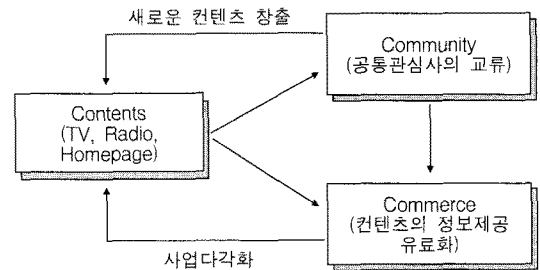 새로운 컨텐츠 창출
Community
(공통관심사의 교류)
Contents
(TV, Radio,
Homepage)
Commerce
(컨텐츠의 정보제공
유료화)
사업다각화